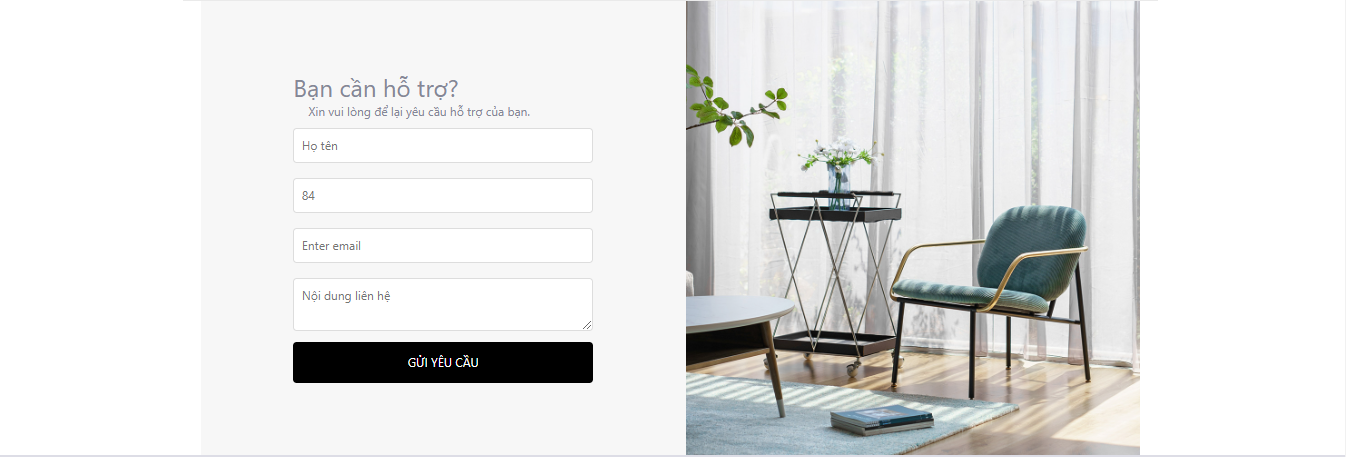 Bạn cần hỗ trợ?
Xin vui lòng để lại yêu cầu hỗ trợ của bạn.
Họ tên
84
Enter email
Nội dung liên hệ
GỬI YÊU CẦU